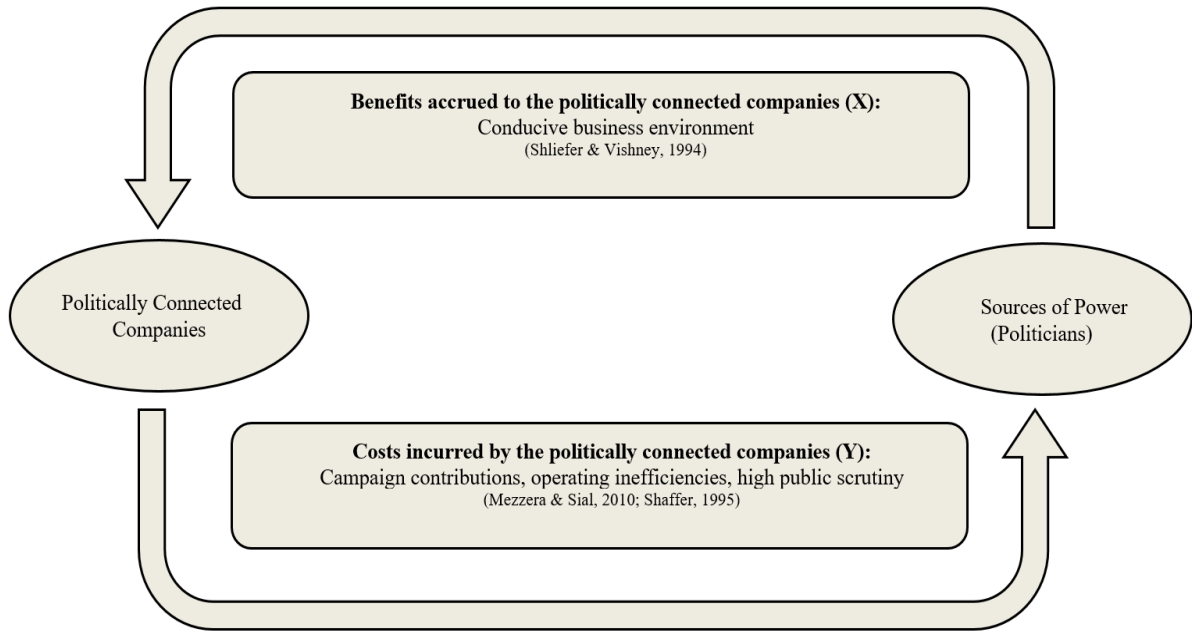 Benefits accrued to the politically connected companies (X):
Conducive business environment
(Shliefer & Vishney, 1994)
Politically Connected
Companies
Sources of Power
(Politicians)
Costs incurred by the politically connected companies (Y):
Campaign contributions, operating inefficiencies, high public scrutiny
(Mezzera & Sial, 2010; Shaffer, 1995)